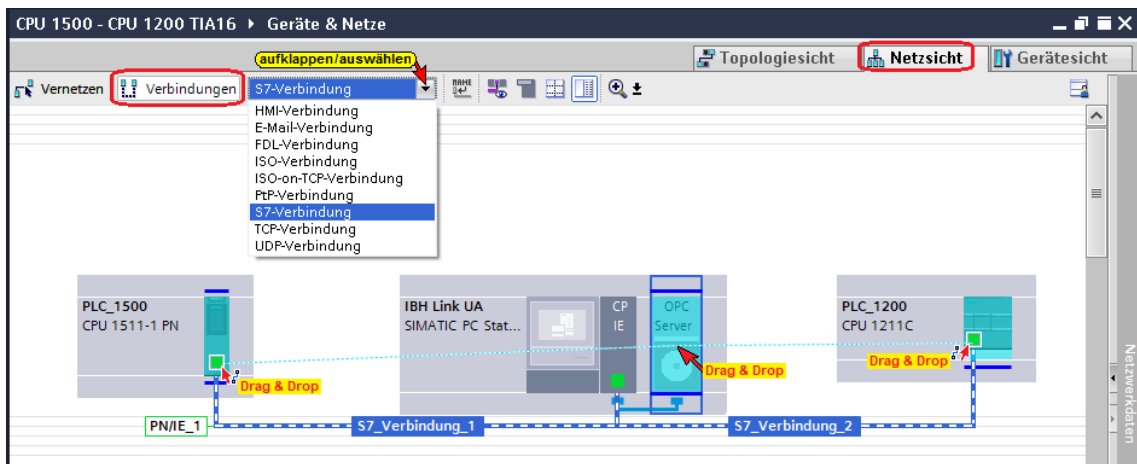 CPU 1500 - CPU 1200 TIA16 ▸ Geräte & Netze
(aufklappen/auswählen)
Topologiesicht Netzsicht Gerätesicht
Vernetzen Verbindungen S7-Verbindung NAME
HMI-Verbindung
E-Mail-Verbindung
FDL-Verbindung
ISO-Verbindung
ISO-on-TCP-Verbindung
PtP-Verbindung
S7-Verbindung
TCP-Verbindung
UDP-Verbindung
PLC_1500
CPU 1511-1 PN
IBH Link UA
SIMATIC PC Stat...
CP
IE
OPC
Server
PLC_1200
CPU 1211C
Drag & Drop
Drag & Drop
Drag & Drop
PN/IE_1
S7_Verbindung_1
S7_Verbindung_2
Netzwerkdaten